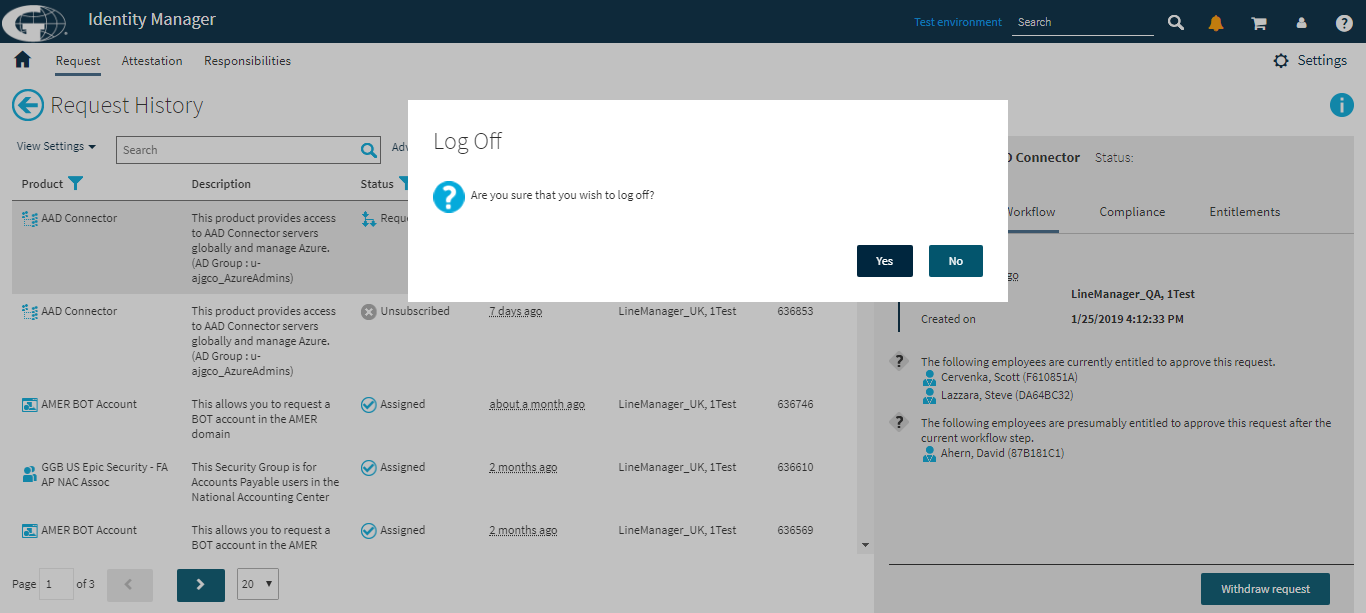 Identity Manager
Test environment
Search
Request
Attestation
Responsibilities
Settings
Request History
View Settings
Search
Adv
Log Off
Are you sure that you wish to log off?
Yes
No
Connector
Status:
Workflow
Compliance
Entitlements
Product
Description
Status
AAD Connector
This product provides access
to AAD Connector servers
globally and manage Azure.
(AD Group : u-
ajgco_AzureAdmins)
Reque
AAD Connector
This product provides access
to AAD Connector servers
globally and manage Azure.
(AD Group : u-
ajgco_AzureAdmins)
Unsubscribed
7 days ago
LineManager_UK, 1Test
636853
AMER BOT Account
This allows you to request a
BOT account in the AMER
domain
Assigned
about a month ago
LineManager_UK, 1Test
636746
GGB US Epic Security - FA
AP NAC Assoc
This Security Group is for
Accounts Payable users in the
National Accounting Center
Assigned
2 months ago
LineManager_UK, 1Test
636610
AMER BOT Account
This allows you to request a
BOT account in the AMER
Assigned
2 months ago
LineManager_UK, 1Test
636569
Page 1 of 3
20
go
LineManager_QA, 1Test
Created on
1/25/2019 4:12:33 PM
The following employees are currently entitled to approve this request.
Cervenka, Scott (F610851A)
Lazzara, Steve (DA64BC32)
The following employees are presumably entitled to approve this request after the
current workflow step.
Ahern, David (87B181C1)
Withdraw request